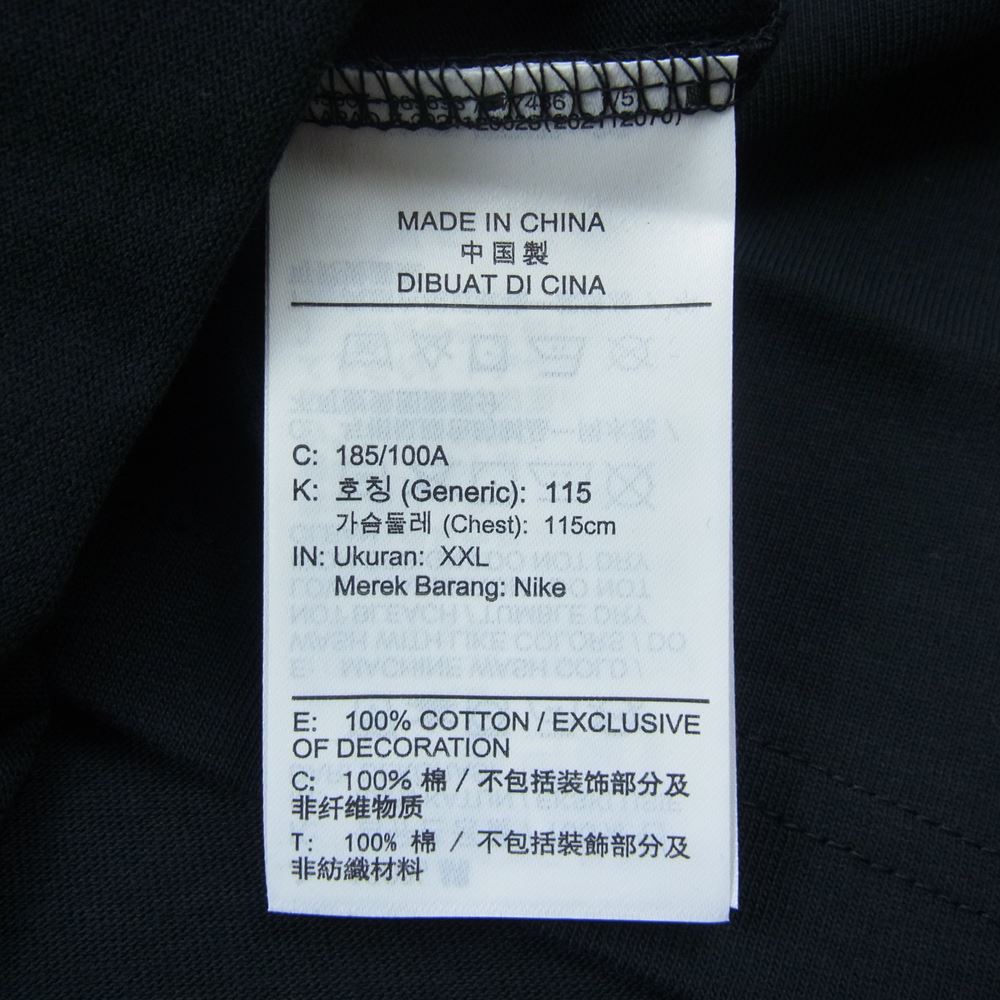 MADE IN CHINA
中国製
DIBUAT DI CINA
C: 185/100A
K: 호칭 (Generic): 115
가슴둘레 (Chest): 115cm
IN: Ukuran: XXL
Merek Barang: Nike
E: 100% COTTON / EXCLUSIVE
OF DECORATION
C: 100% 棉 / 不包括装饰部分及
非纤维物质
T: 100% 棉 / 不包括裝飾部分及
非紡織材料